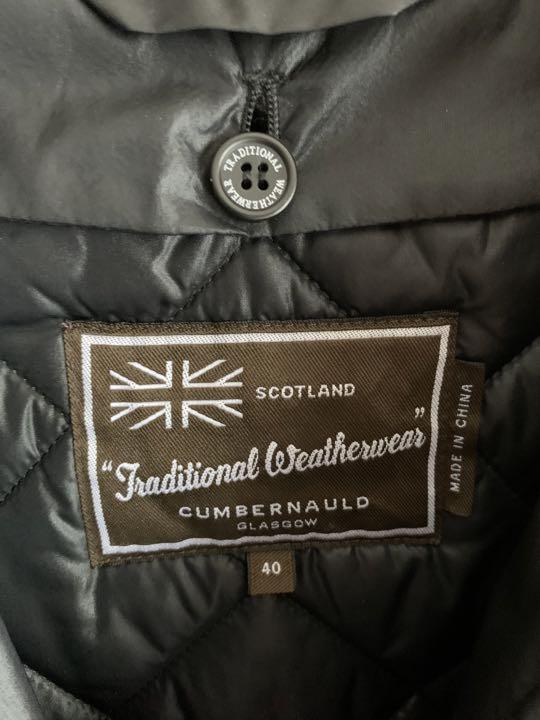 TRADITIONAL WEATHERWEAR
SCOTLAND
"Traditional Weatherwear"
CUMBERNAULD
GLASGOW
MADE IN CHINA
40